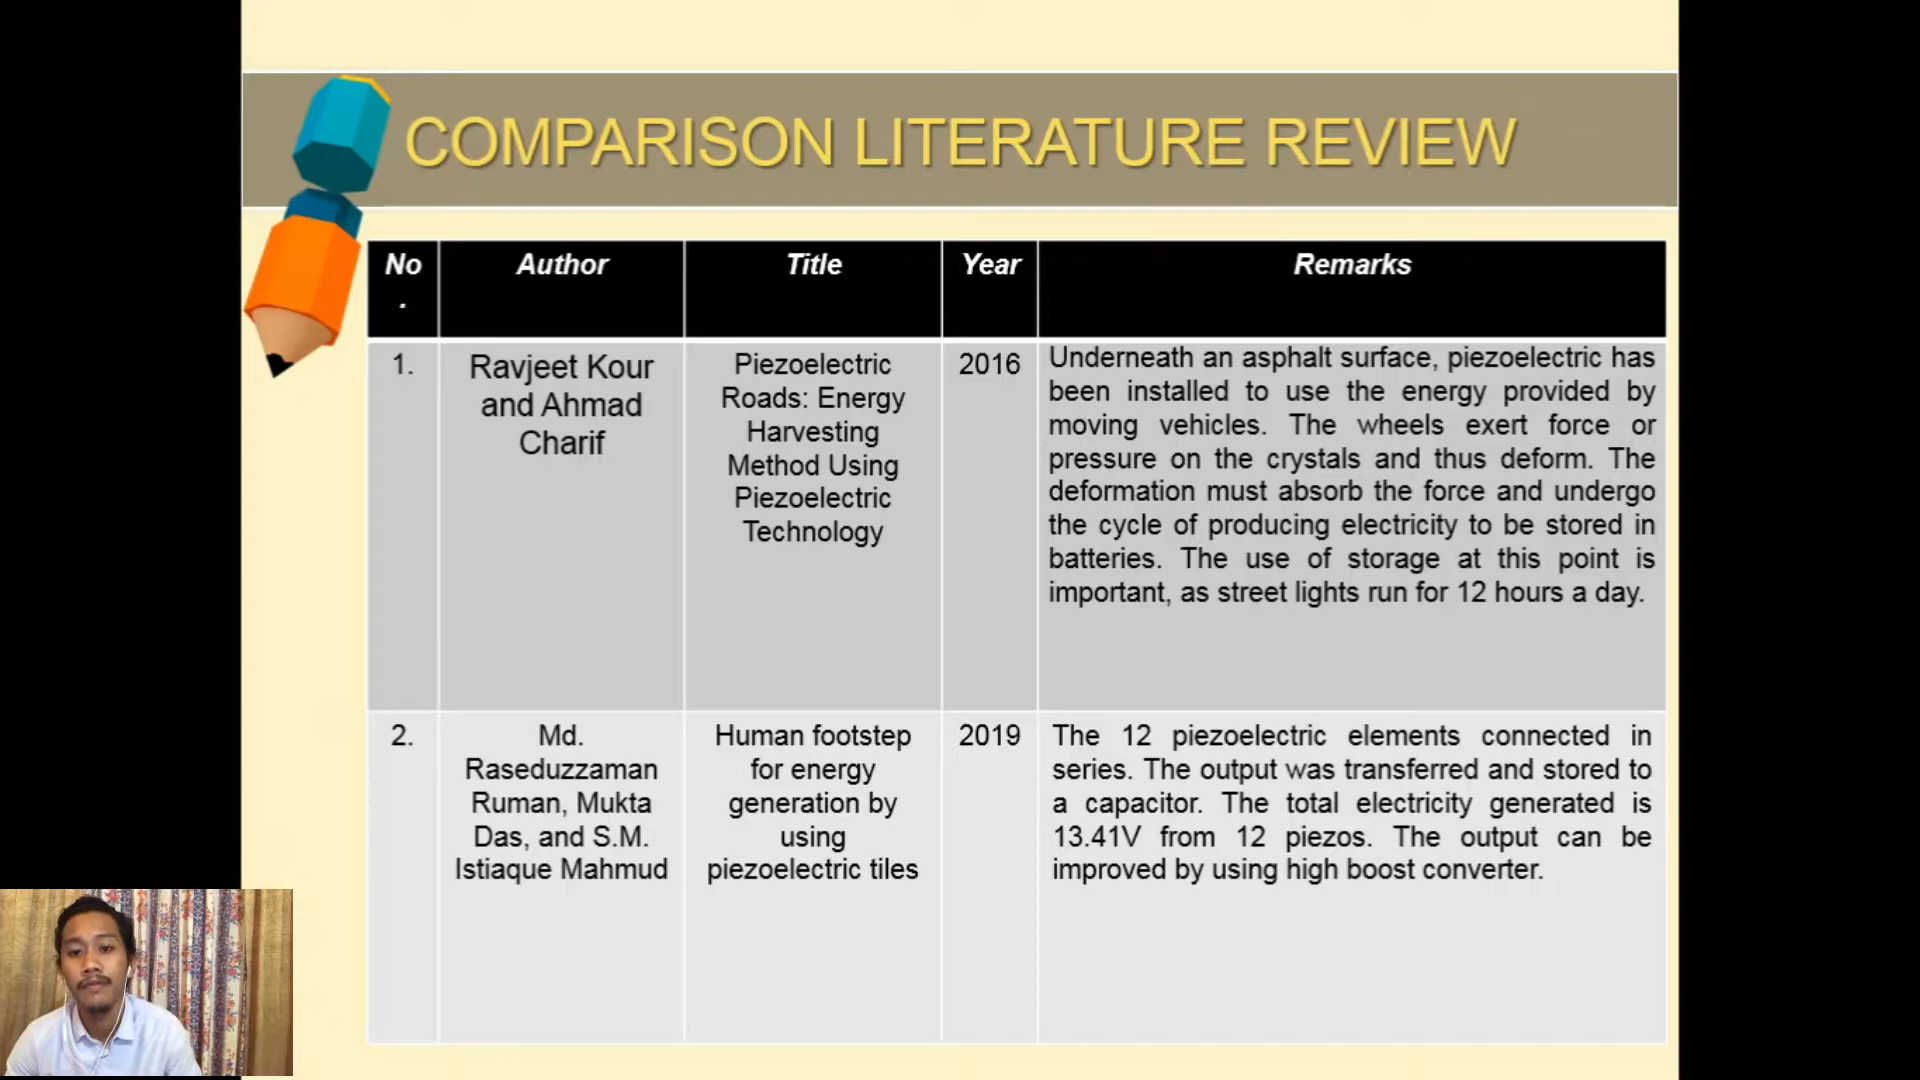 COMPARISON LITERATURE REVIEW
No
.
Author
Title
Year
Remarks
1.
Ravjeet Kour
and Ahmad
Charif
Piezoelectric
Roads: Energy
Harvesting
Method Using
Piezoelectric
Technology
2016
Underneath an asphalt surface, piezoelectric has
been installed to use the energy provided by
moving vehicles. The wheels exert force or
pressure on the crystals and thus deform. The
deformation must absorb the force and undergo
the cycle of producing electricity to be stored in
batteries. The use of storage at this point is
important, as street lights run for 12 hours a day.
2.
Md.
Raseduzzaman
Ruman, Mukta
Das, and S.M.
Istiaque Mahmud
Human footstep
for energy
generation by
using
piezoelectric tiles
2019
The 12 piezoelectric elements connected in
series. The output was transferred and stored to
a capacitor. The total electricity generated is
13.41V from 12 piezos. The output can be
improved by using high boost converter.